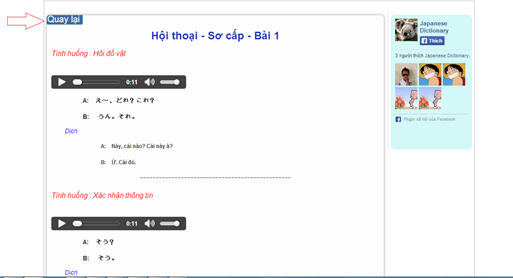 Quay lại
Hội thoại - Sơ cấp - Bài 1
Tình huống : Hỏi đồ vật
0:11
A: え～、どれ？これ？
B: うん。それ。
Dịch
A: Này, cái nào? Cái này à?
B: Ừ. Cái đó.
Tình huống : Xác nhận thông tin
0:11
A: そう？
B: そう。
Dịch
Japanese Dictionary
Thích
3 người thích Japanese Dictionary.
Plugin xã hội của Facebook